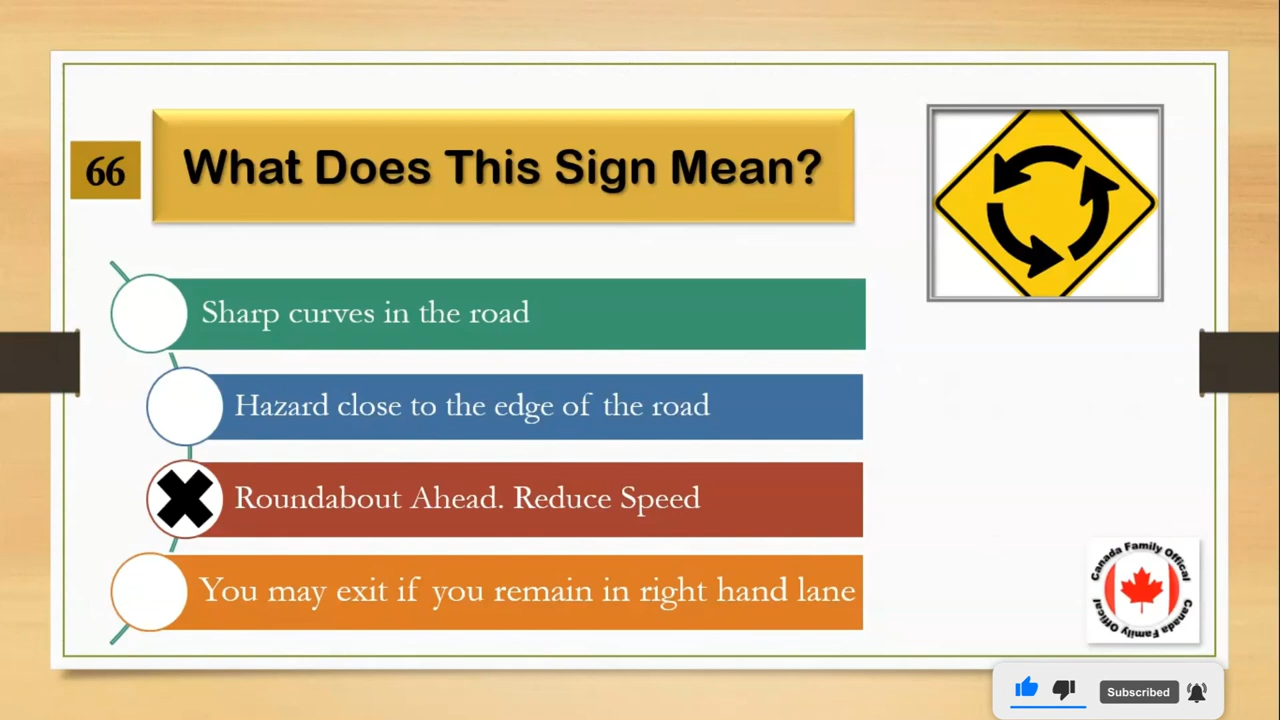 66
What Does This Sign Mean?
Sharp curves in the road
Hazard close to the edge of the road
Roundabout Ahead. Reduce Speed
You may exit if you remain in right hand lane
Canada Family Offical
Canada Family Offical
Subscribed